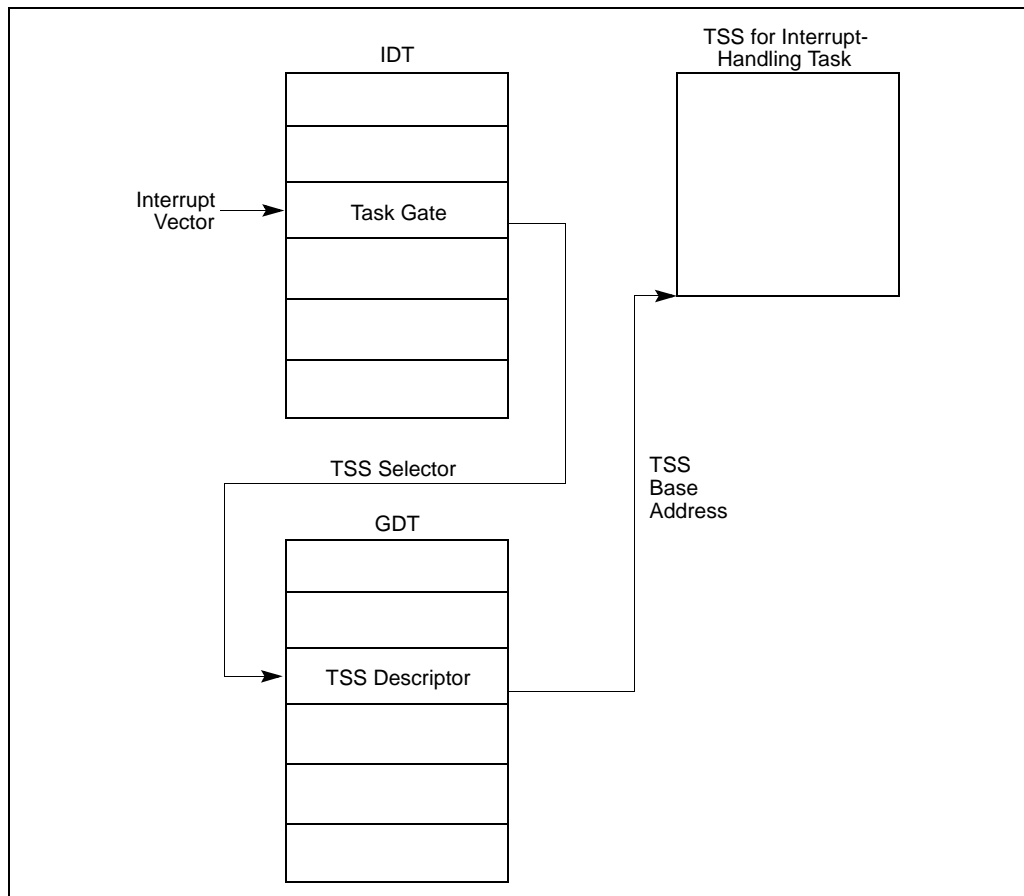 IDT
TSS for Interrupt-
Handling Task
Interrupt
Vector
Task Gate
TSS Selector
TSS
Base
Address
GDT
TSS Descriptor